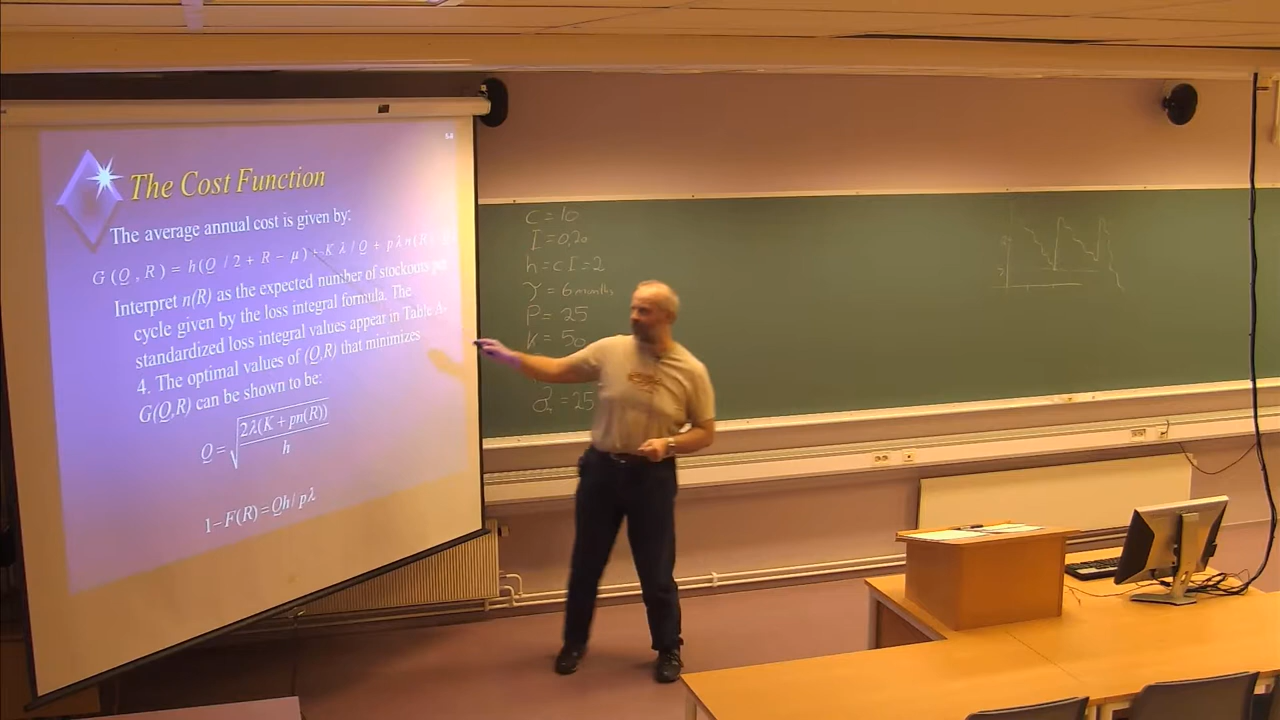 The Cost Function
The average annual cost is given by:
G (Q , R ) = h(Q / 2 + R − μ ) + K λ / Q + p λ n(R)
Interpret n(R) as the expected number of stockouts per
cycle given by the loss integral formula. The
standardized loss integral values appear in Table A-
4. The optimal values of (Q,R) that minimizes
G(Q,R) can be shown to be:
Q = √2λ(K + pn(R)) / h
1− F(R) = Qh / pλ
C = 10
I = 0,20
h = c I = 2
γ = 6 months
P = 25
K = 50
= 25